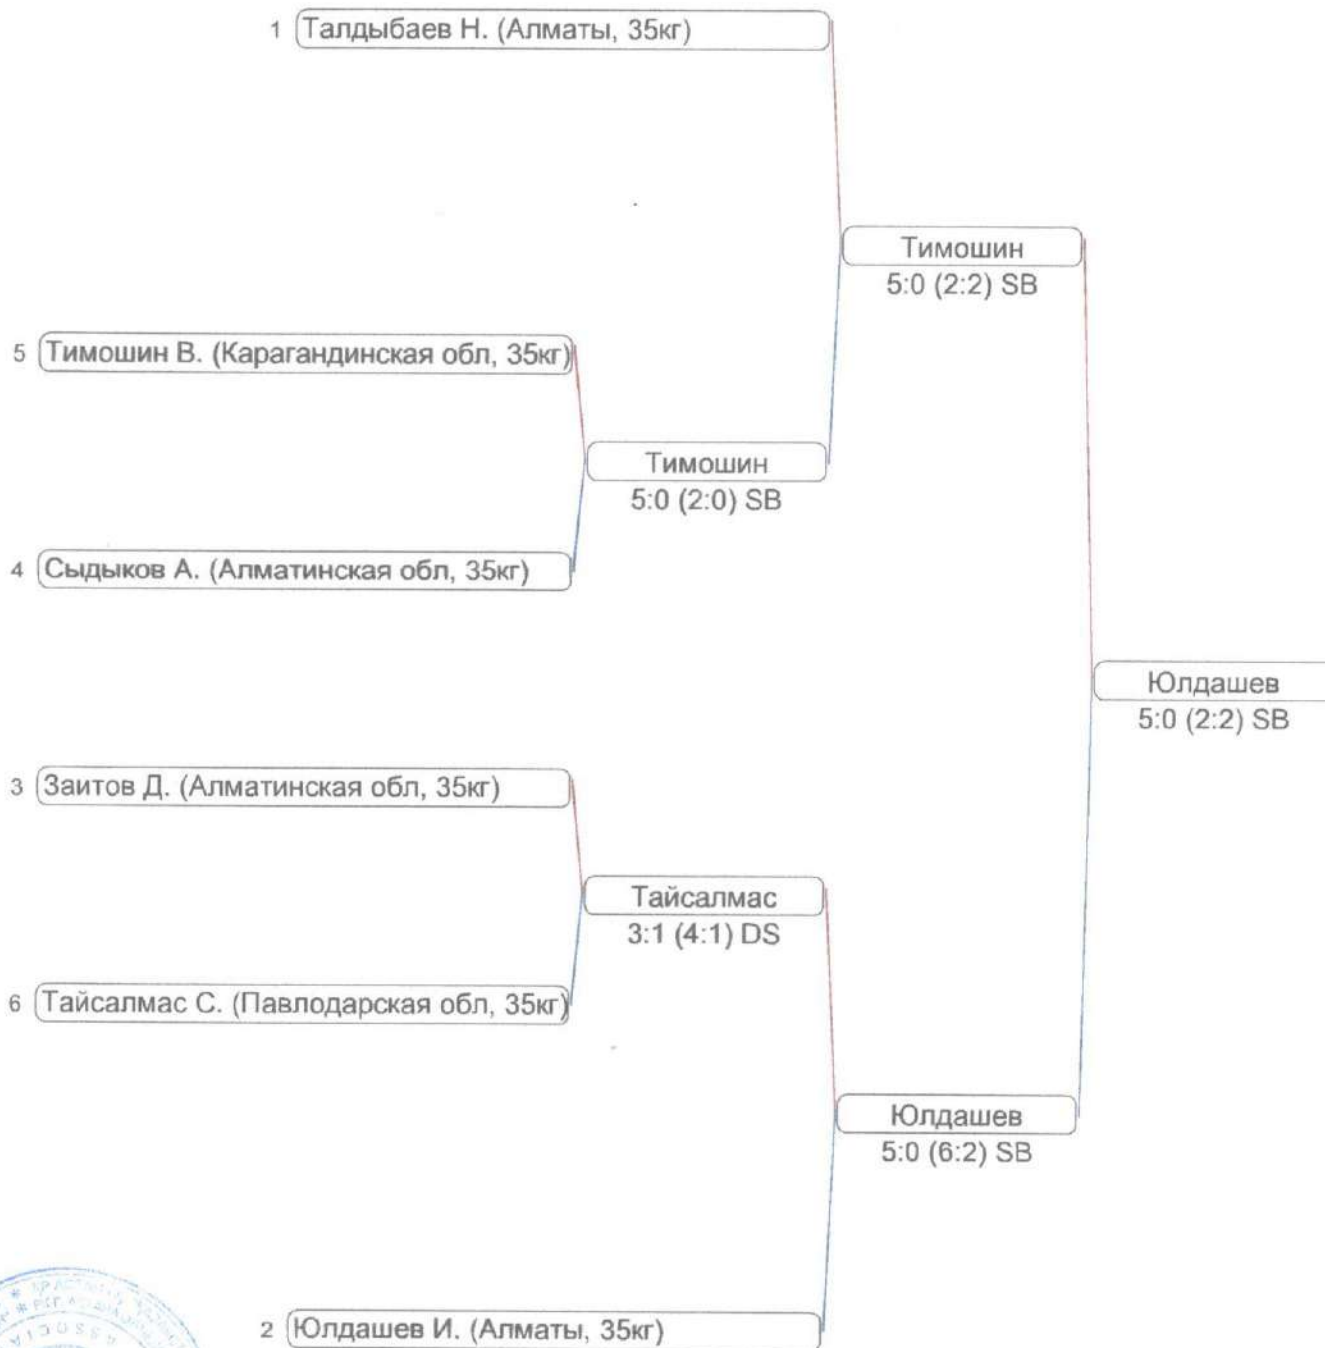 1 Талдыбаев Н. (Алматы, 35кг)
Тимошин
5:0 (2:2) SB
5 Тимошин В. (Карагандинская обл, 35кг)
Тимошин
5:0 (2:0) SB
4 Сыдыков А. (Алматинская обл, 35кг)
Юлдашев
5:0 (2:2) SB
3 Заитов Д. (Алматинская обл, 35кг)
Тайсалмас
3:1 (4:1) DS
6 Тайсалмас С. (Павлодарская обл, 35кг)
Юлдашев
5:0 (6:2) SB
2 Юлдашев И. (Алматы, 35кг)